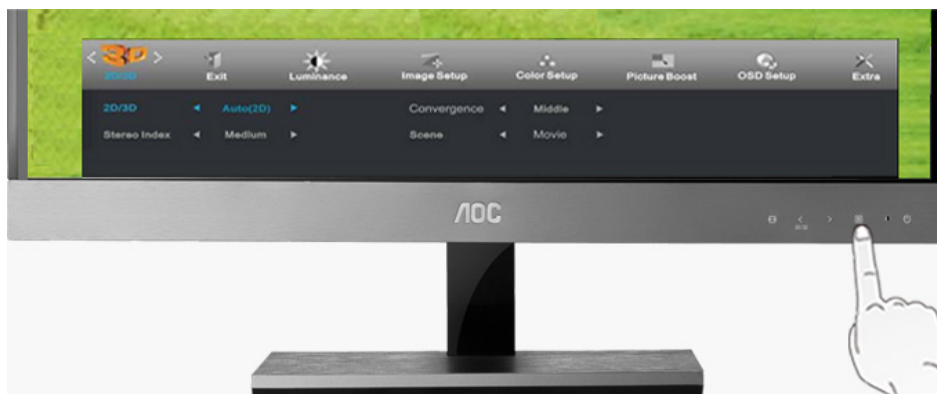 < 3D >
2D/3D Exit Luminance Image Setup Color Setup Picture Boost OSD Setup Extra
2D/3D ◄ Auto(2D) ► Convergence ◄ Middle ►
Stereo Index ◄ Medium ► Scene ◄ Movie ►
AOC